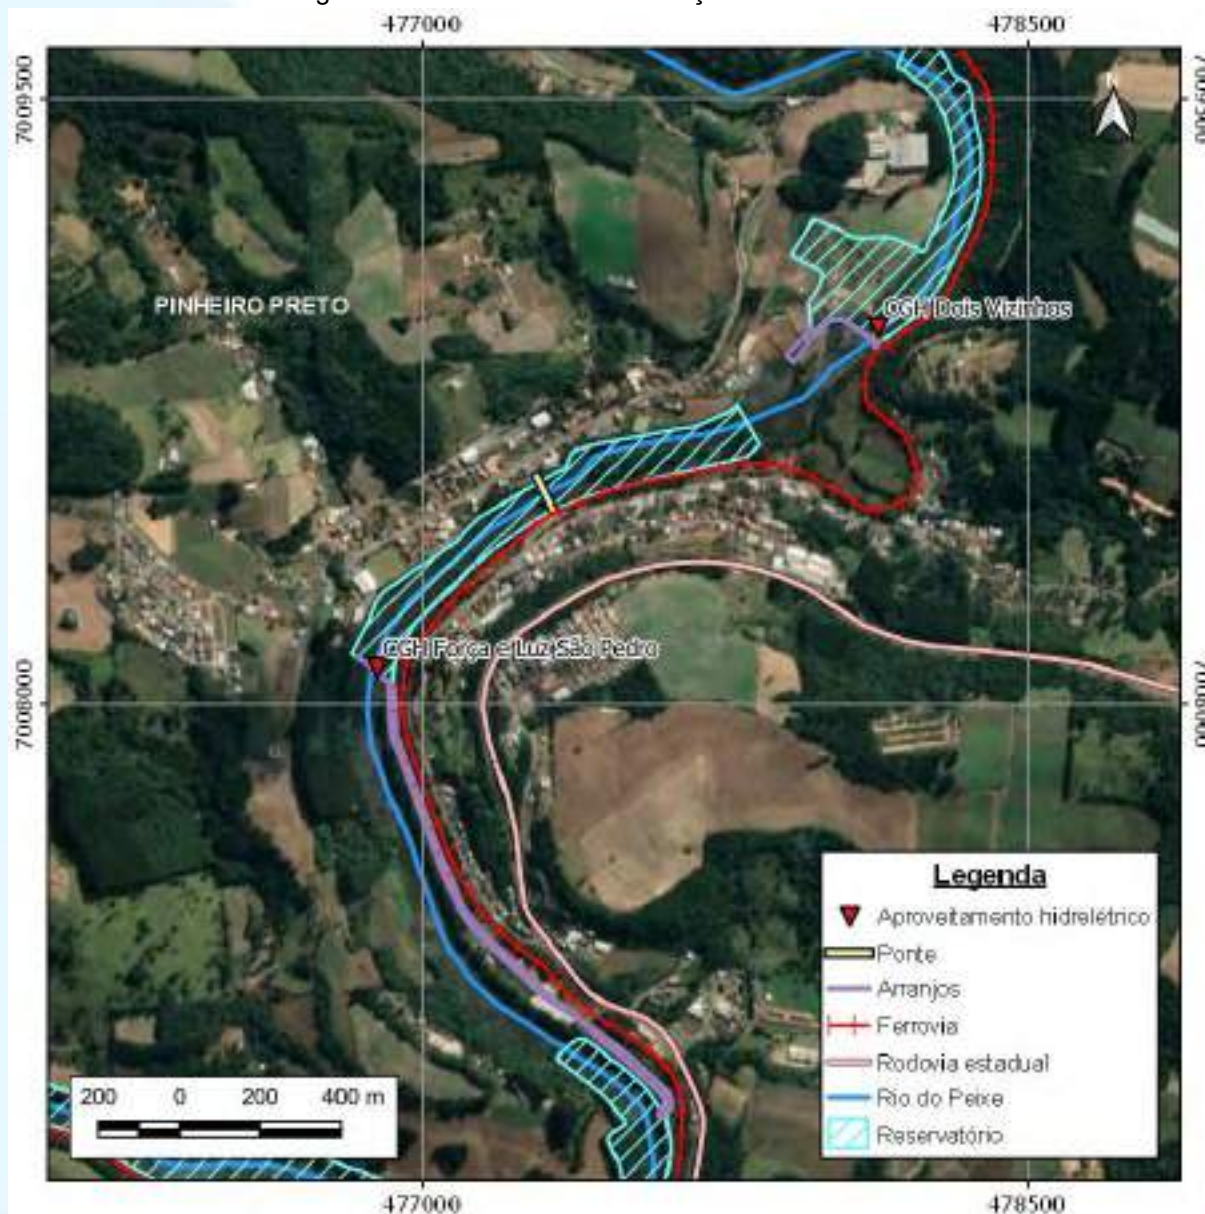 477000 478500
7009500 7009500
PINHEIRO PRETO
CGH Dois Vizinhos
CGH Força e Luz São Pedro
7008000 7008000
Legenda
Aproveitamento hidrelétrico
Ponte
Arranjos
Ferrovia
Rodovia estadual
Rio do Peixe
Reservatório
200 0 200 400 m
477000 478500